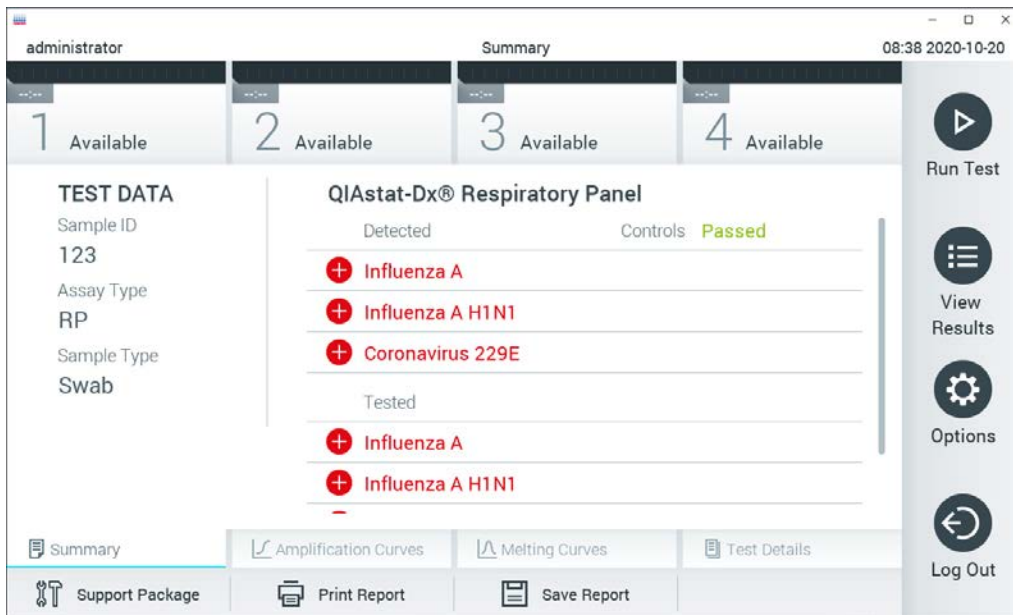 administrator
Summary
08:38 2020-10-20
--:--
1 Available
--:--
2 Available
--:--
3 Available
--:--
4 Available
TEST DATA
Sample ID
123
Assay Type
RP
Sample Type
Swab
QIAstat-Dx® Respiratory Panel
Detected
Controls Passed
Influenza A
Influenza A H1N1
Coronavirus 229E
Tested
Influenza A
Influenza A H1N1
Run Test
View
Results
Options
Log Out
Summary
Amplification Curves
Melting Curves
Test Details
Support Package
Print Report
Save Report